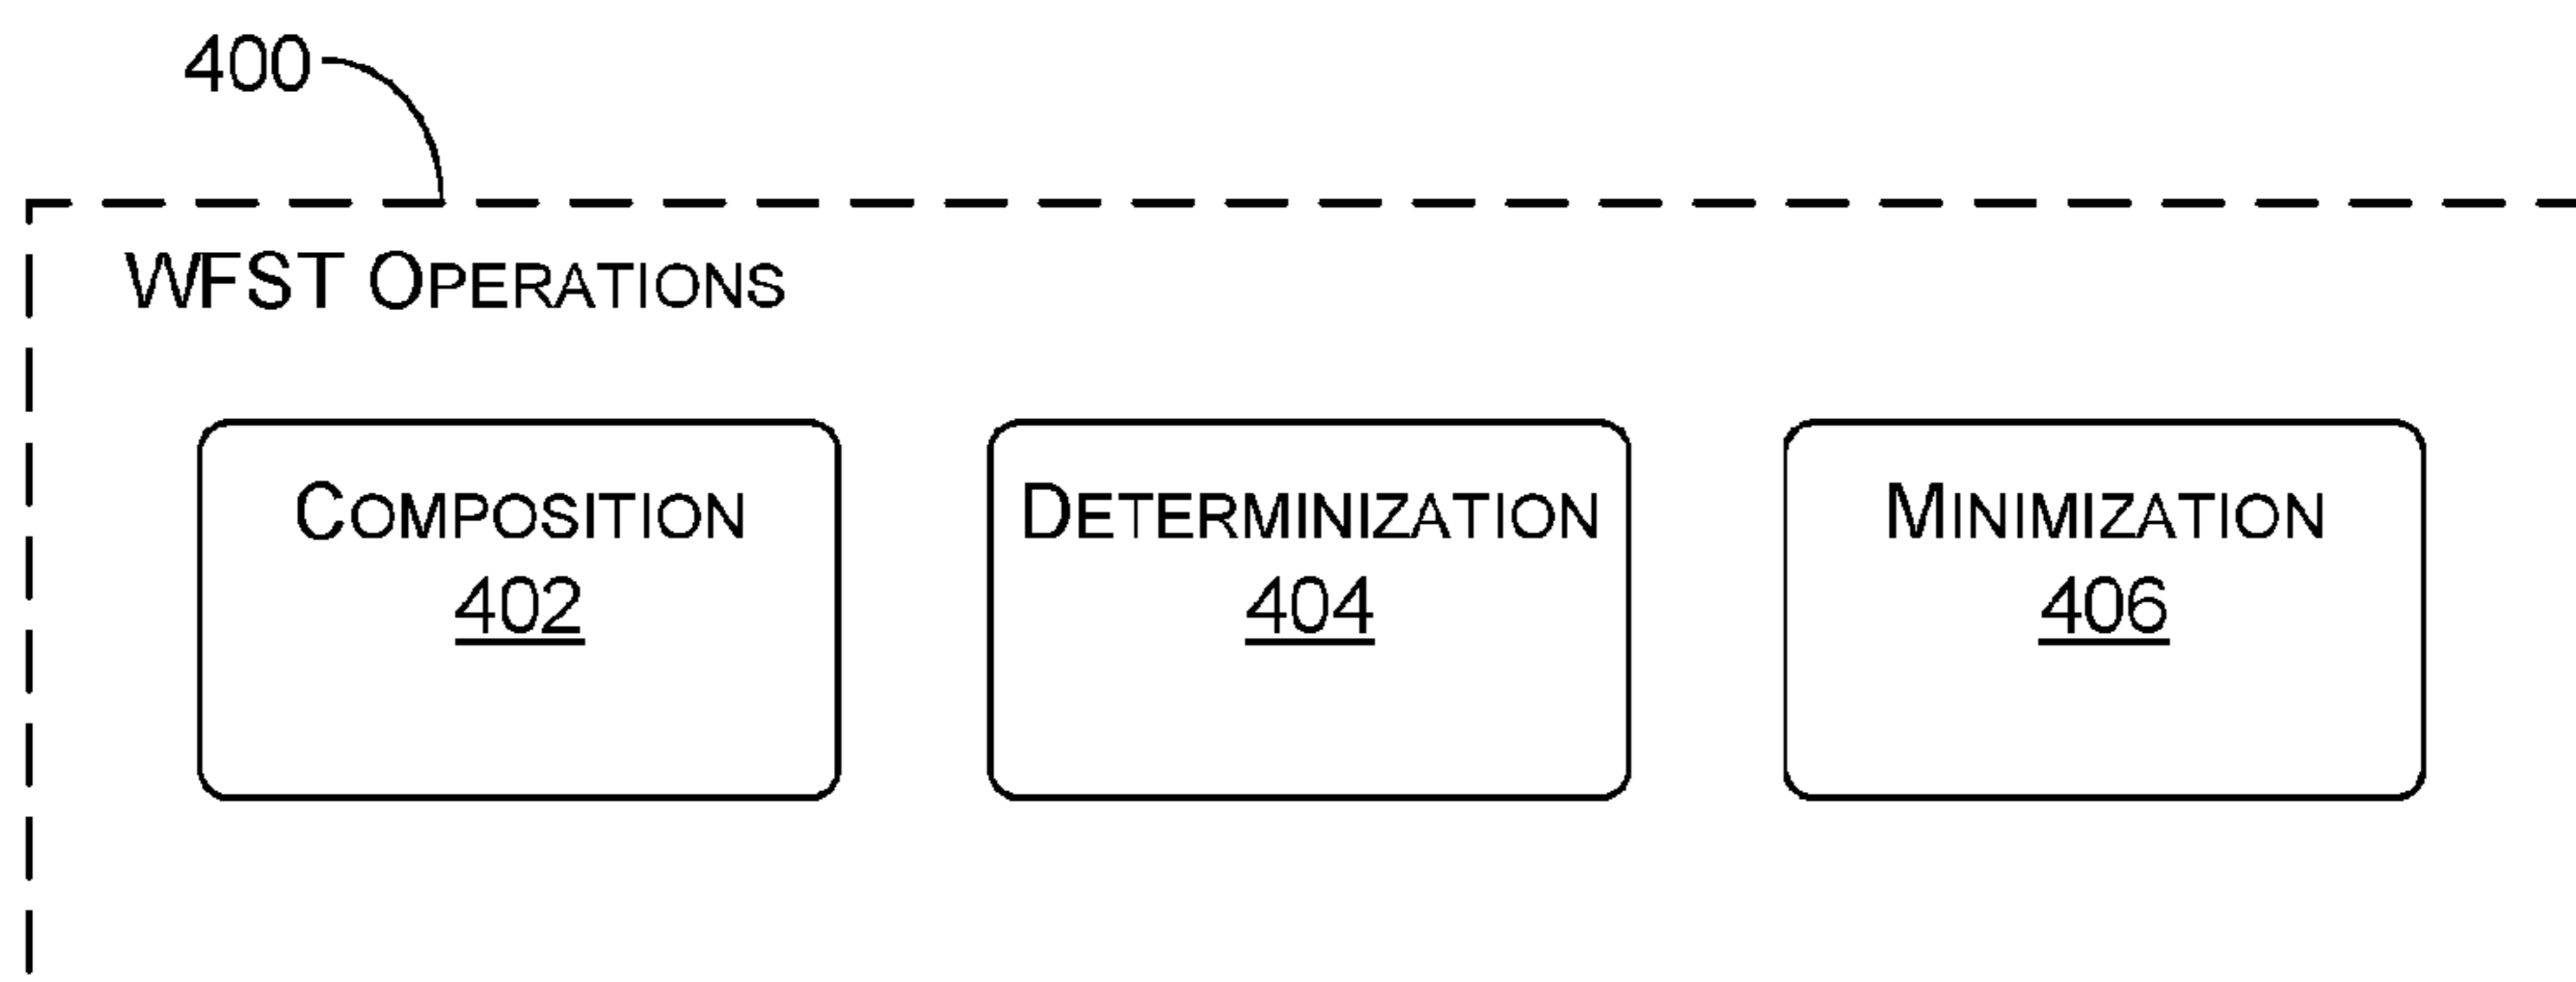 400
WFST OPERATIONS
COMPOSITION
402
DETERMINIZATION
404
MINIMIZATION
406